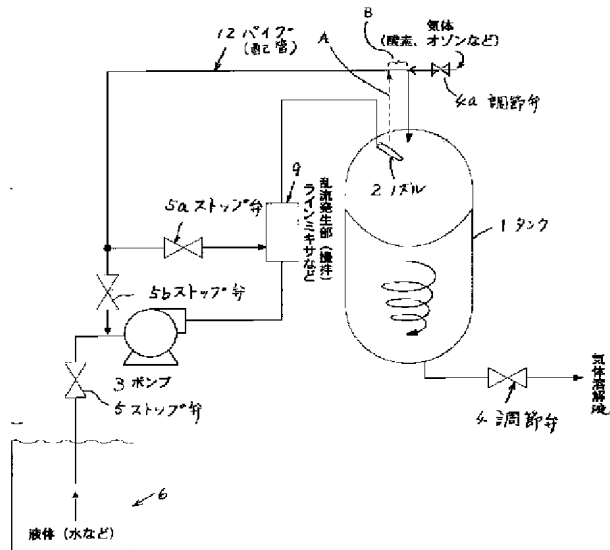 B
12 パイプ
(配管)
A
気体
(酸素、オゾンなど)
4a 調節弁
9
2 ノズル
5a ストップ弁
乱流発生部(攪拌)
ラインミキサなど
1 タンク
5b ストップ弁
3 ポンプ
5 ストップ弁
4 調節弁
気体溶解液
6
液体(水など)